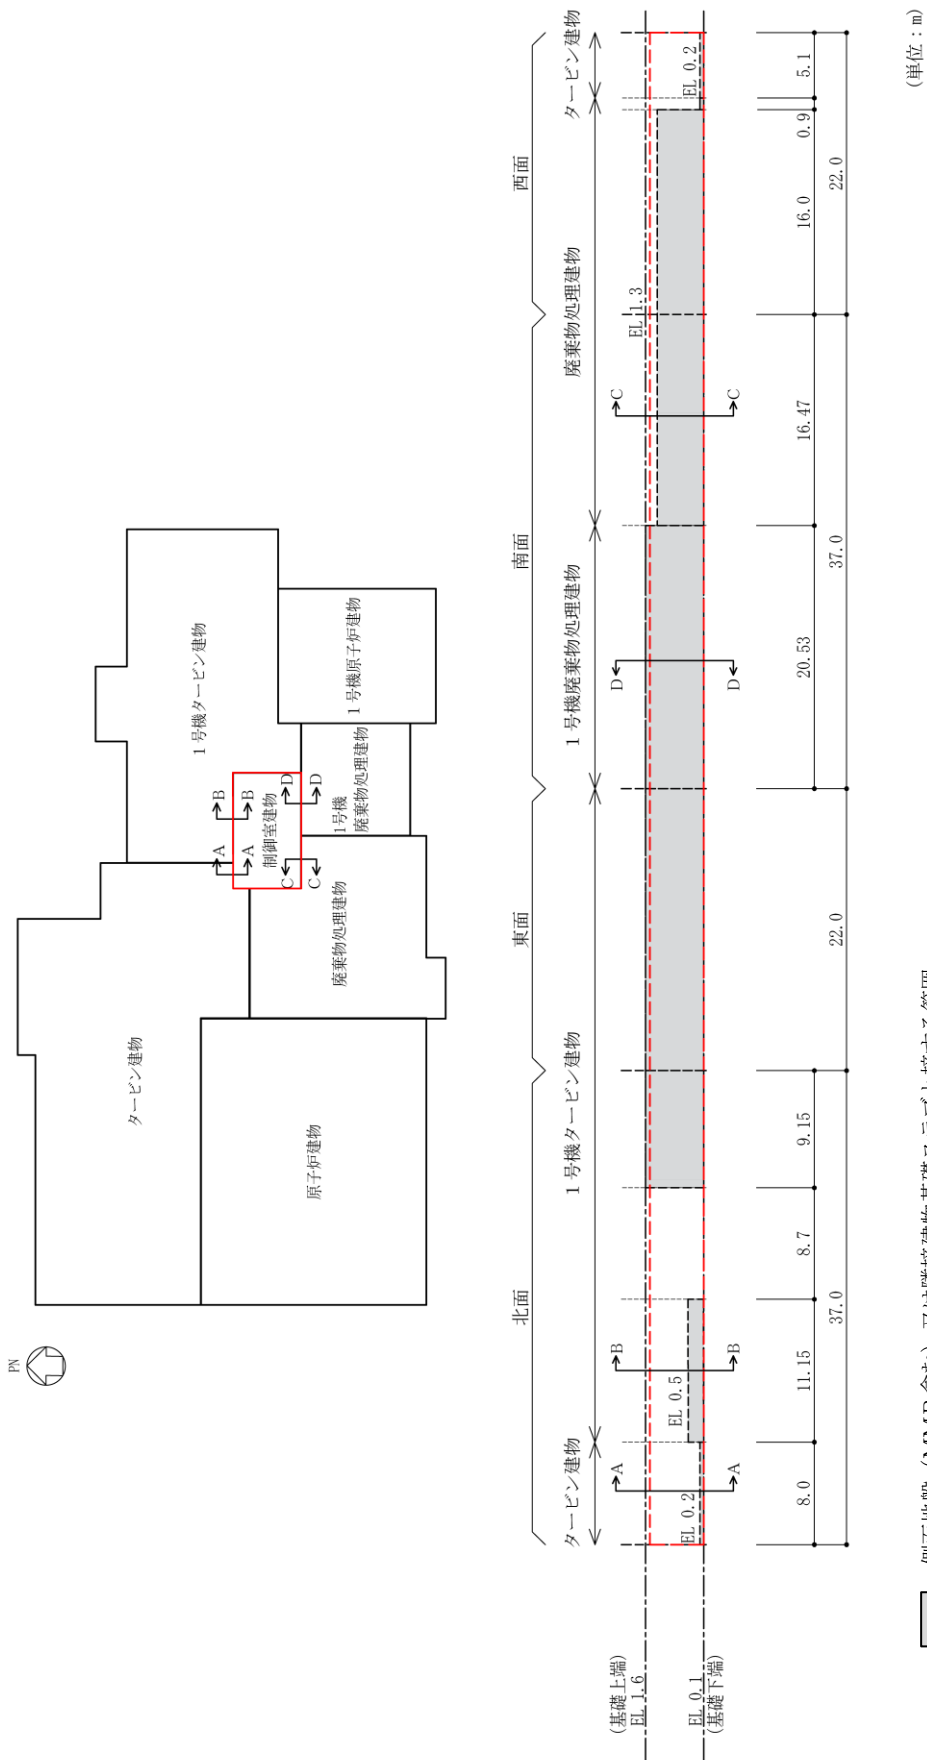 PN
タービン建物
原子炉建物
廃棄物処理建物
制御室建物
1号機タービン建物
1号機
廃棄物処理建物
1号機原子炉建物
A
A
B
B
C
C
D
D
北面
東面
南面
西面
タービン建物
1号機タービン建物
1号機廃棄物処理建物
廃棄物処理建物
タービン建物
(基礎上端)
EL 1.6
EL 0.1
(基礎下端)
EL 0.2
EL 0.5
EL 1.3
EL 0.2
A
A
B
B
D
D
C
C
8.0
11.15
8.7
9.15
20.53
16.47
16.0
0.9
5.1
37.0
22.0
37.0
22.0
(単位：m)